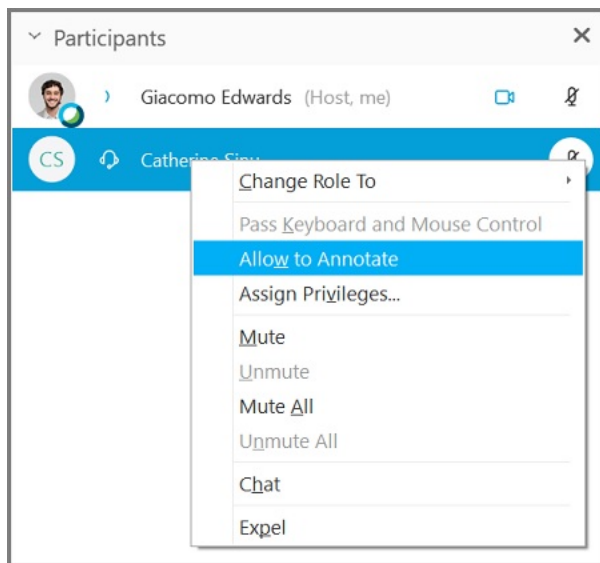 Participants
Giacomo Edwards (Host, me)
CS Catherine
Change Role To
Pass Keyboard and Mouse Control
Allow to Annotate
Assign Privileges...
Mute
Unmute
Mute All
Unmute All
Chat
Expel